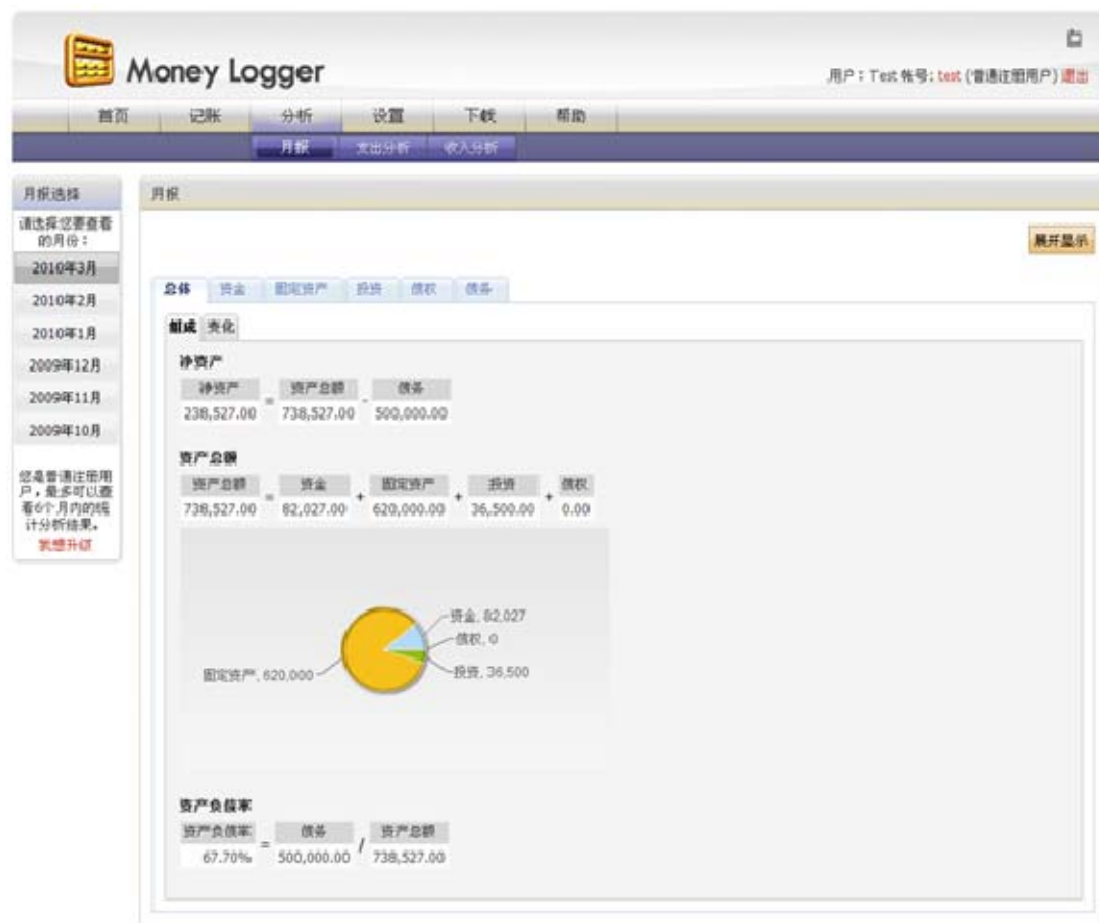 Money Logger
用户：Test 帐号：test (普通注册用户) 退出
首页 记账 分析 设置 下载 帮助
月报 支出分析 收入分析
月报选择
请选择您要查看
的月份：
2010年3月
2010年2月
2010年1月
2009年12月
2009年11月
2009年10月
您是普通注册用
户，最多可以查
看6个月内的统
计分析结果。
我想升级
月报
展开显示
总体 资金 固定资产 投资 债权 债务
组成 变化
净资产
净资产 = 资产总额 - 债务
238,527.00 738,527.00 500,000.00
资产总额
资产总额 = 资金 + 固定资产 + 投资 + 债权
738,527.00 82,027.00 620,000.00 36,500.00 0.00
资金, 82,027
债权, 0
投资, 36,500
固定资产, 620,000
资产负债率
资产负债率 = 债务 / 资产总额
67.70% 500,000.00 738,527.00